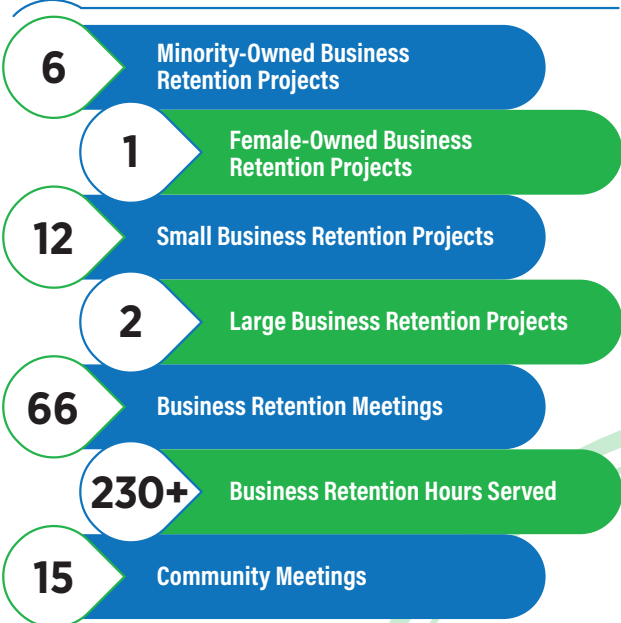 6
Minority-Owned Business
Retention Projects
1
Female-Owned Business
Retention Projects
12
Small Business Retention Projects
2
Large Business Retention Projects
66
Business Retention Meetings
230+
Business Retention Hours Served
15
Community Meetings